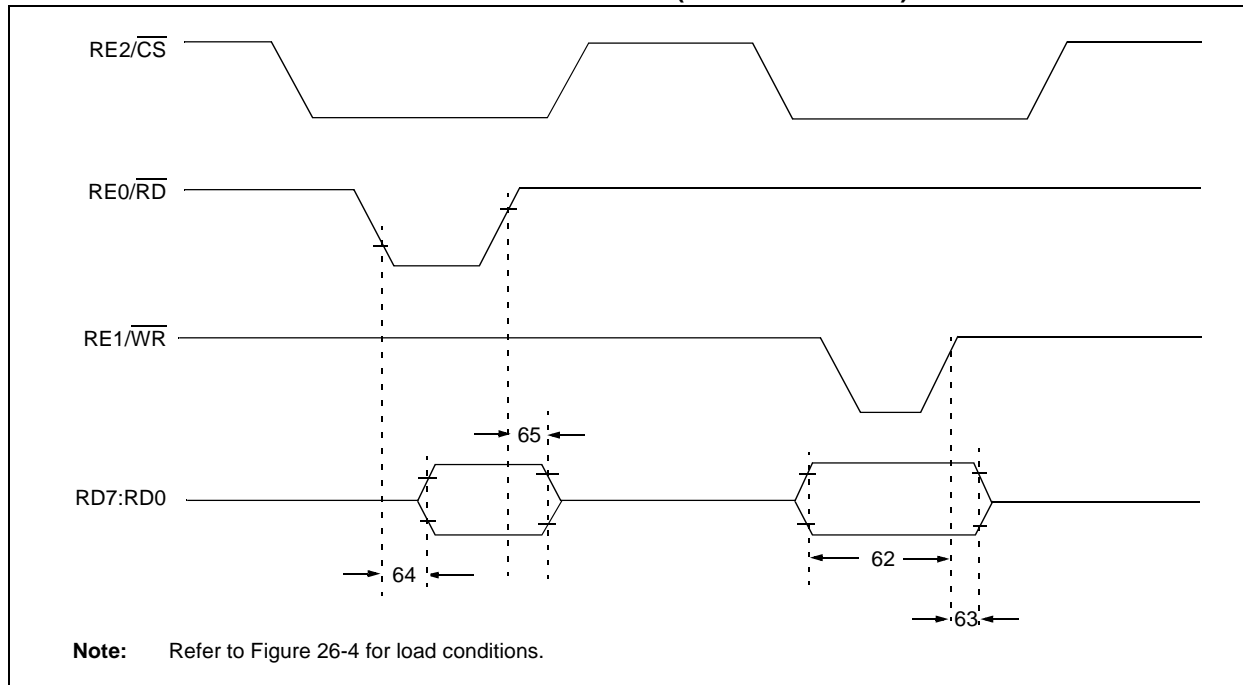 RE2/CS
RE0/RD
RE1/WR
65
RD7:RD0
62
64
63
Note: Refer to Figure 26-4 for load conditions.